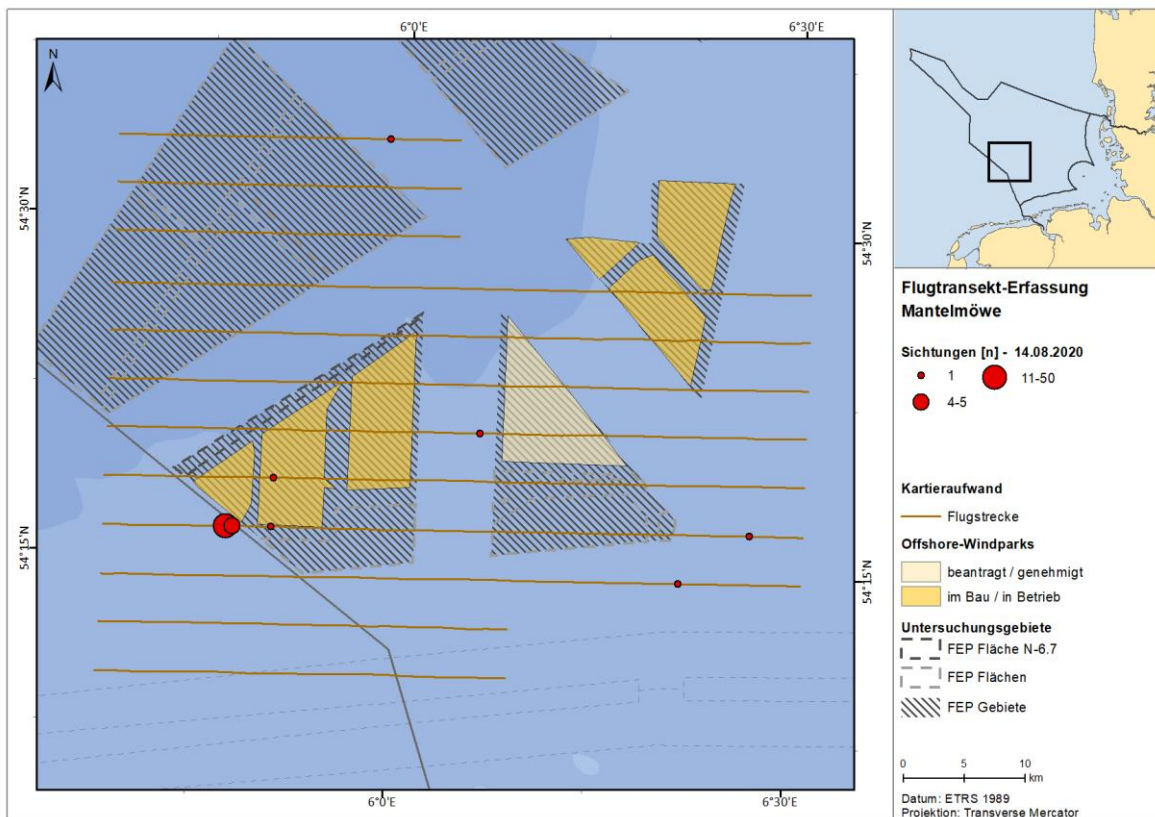 6°0'E
6°30'E
N
54°30'N
54°30'N
54°15'N
54°15'N
6°0'E
6°30'E
Flugtransekt-Erfassung
Mantelmöwe
Sichtungen [n] - 14.08.2020
1
11-50
4-5
Kartieraufwand
Flugstrecke
Offshore-Windparks
beantragt / genehmigt
im Bau / in Betrieb
Untersuchungsgebiete
FEP Fläche N-6.7
FEP Flächen
FEP Gebiete
0 5 10
km
Datum: ETRS 1989
Projektion: Transverse Mercator